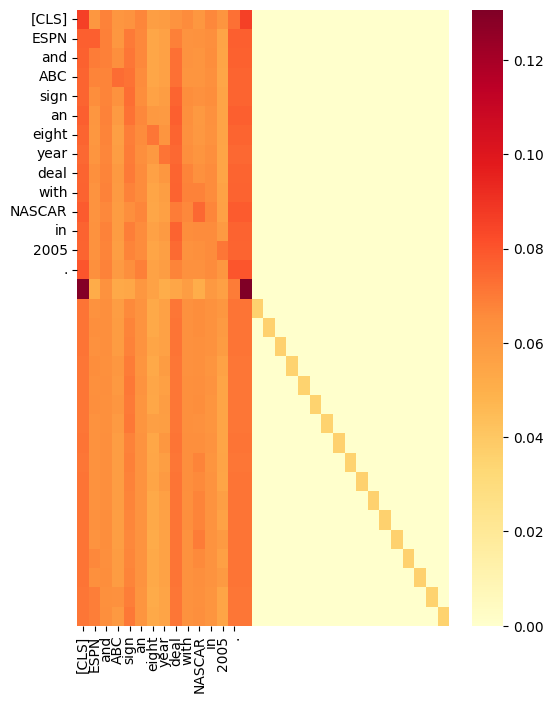 [CLS]
ESPN
and
ABC
sign
an
eight
year
deal
with
NASCAR
in
2005
.
0.12
0.10
0.08
0.06
0.04
0.02
0.00
[CLS]
ESPN
and
ABC
sign
an
eight
year
deal
with
NASCAR
in
2005
.